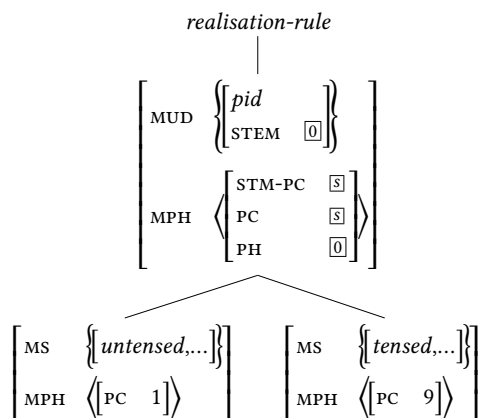 realisation-rule
MUD {[pid
STEM 0]}
MPH ⟨[STM-PC s
PC s
PH 0]⟩
MS {[untensed,…]} MS {[tensed,…]}
MPH ⟨[PC 1]⟩ MPH ⟨[PC 9]⟩